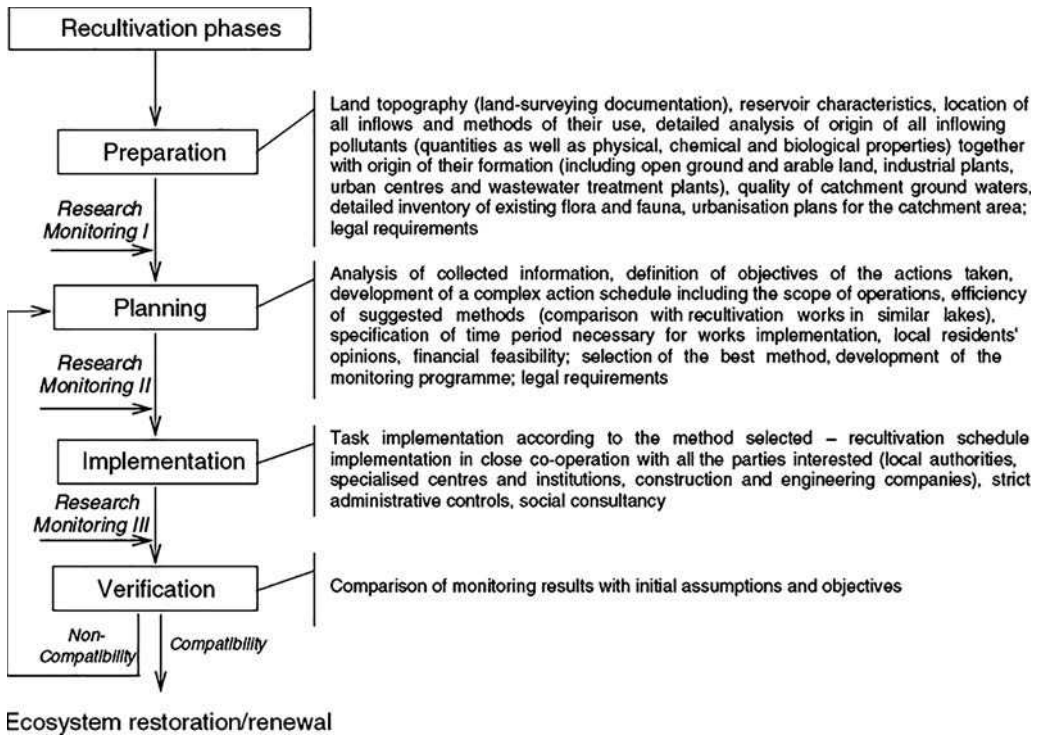 Recultivation phases
Preparation
Land topography (land-surveying documentation), reservoir characteristics, location of
all inflows and methods of their use, detailed analysis of origin of all inflowing
pollutants (quantities as well as physical, chemical and biological properties) together
with origin of their formation (including open ground and arable land, industrial plants,
urban centres and wastewater treatment plants), quality of catchment ground waters,
detailed inventory of existing flora and fauna, urbanisation plans for the catchment area;
legal requirements
Research
Monitoring I
Planning
Analysis of collected information, definition of objectives of the actions taken,
development of a complex action schedule including the scope of operations, efficiency
of suggested methods (comparison with recultivation works in similar lakes),
specification of time period necessary for works implementation, local residents'
opinions, financial feasibility; selection of the best method, development of the
monitoring programme; legal requirements
Research
Monitoring II
Implementation
Task implementation according to the method selected – recultivation schedule
implementation in close co-operation with all the parties interested (local authorities,
specialised centres and institutions, construction and engineering companies), strict
administrative controls, social consultancy
Research
Monitoring III
Verification
Comparison of monitoring results with initial assumptions and objectives
Non-
Compatibility
Compatibility
Ecosystem restoration/renewal